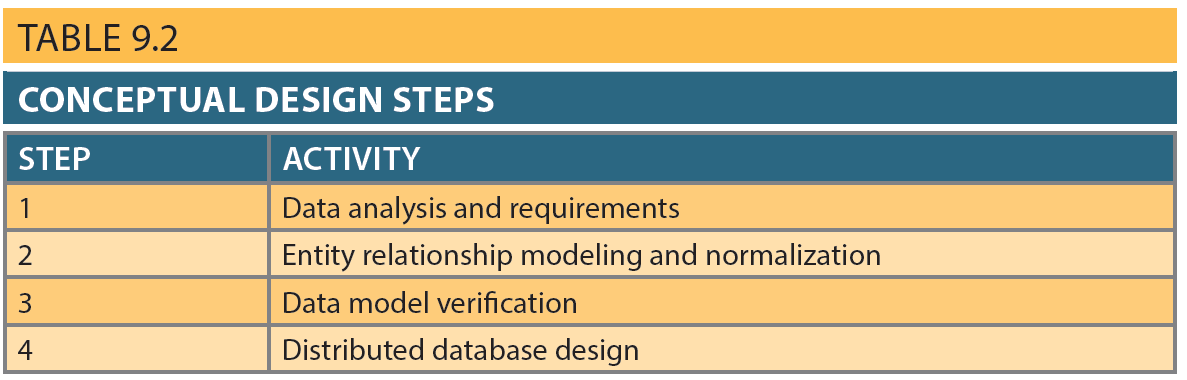 TABLE 9.2
CONCEPTUAL DESIGN STEPS
STEP ACTIVITY
1 Data analysis and requirements
2 Entity relationship modeling and normalization
3 Data model verification
4 Distributed database design